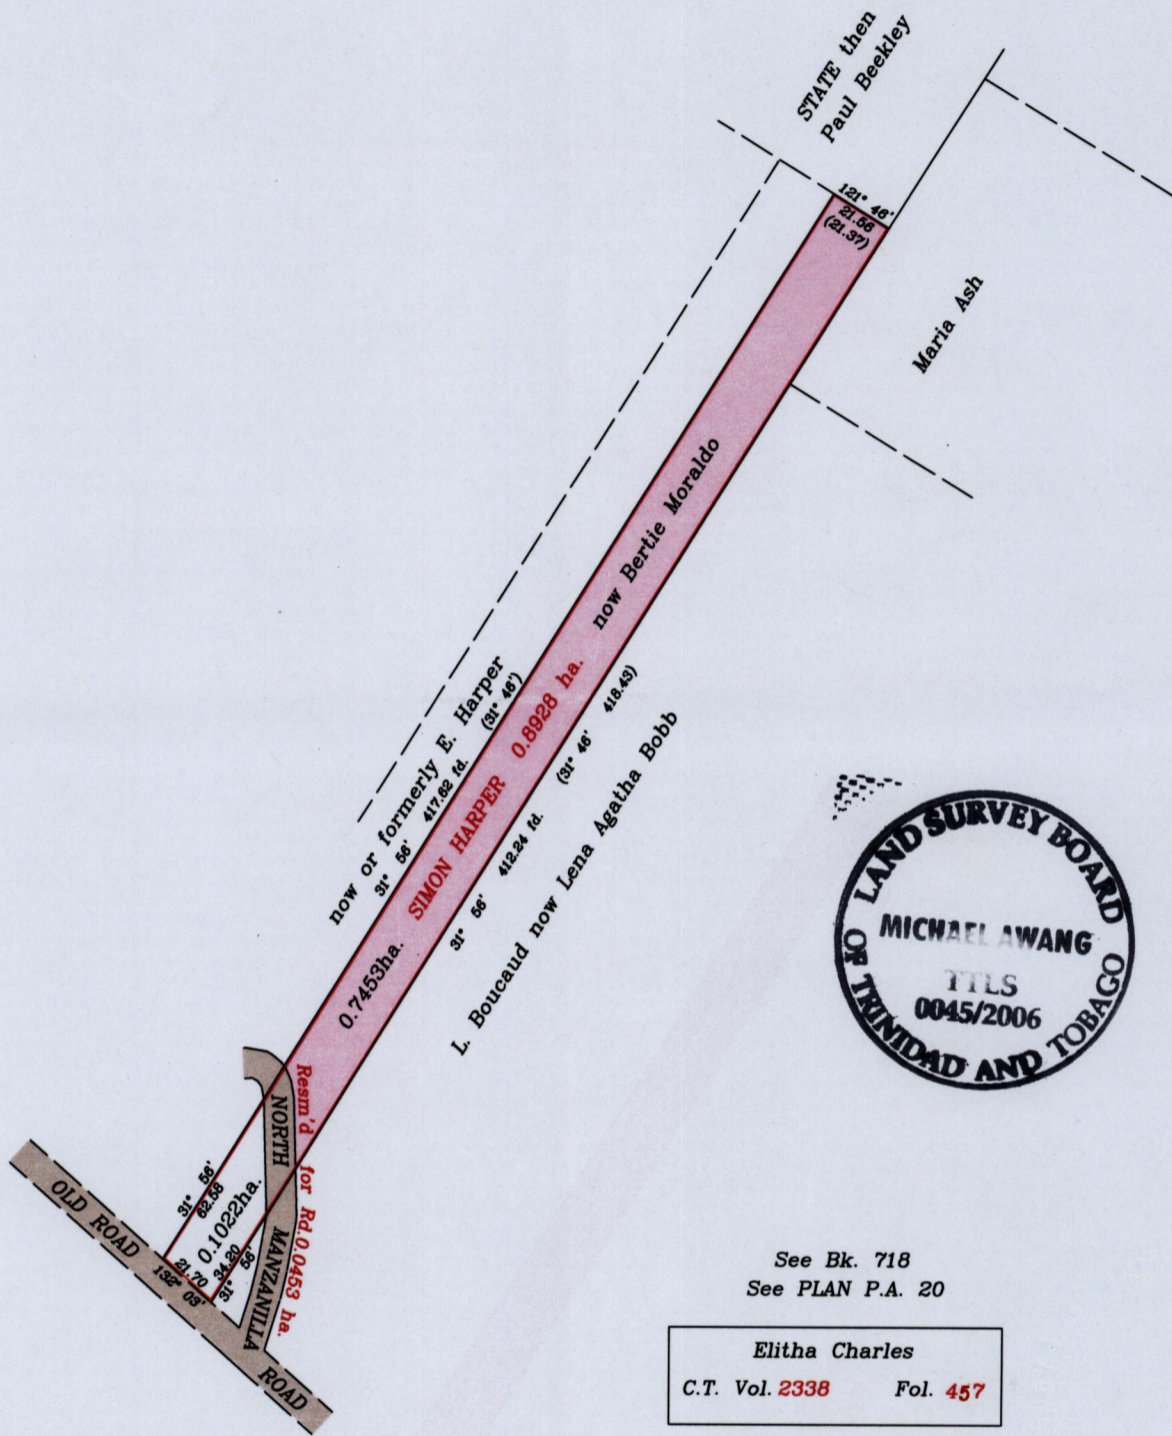 STATE then
Paul Beekley
121° 46'
21.56
(21.37)
Maria Ash
now Bertie Moraldo
now or formerly E. Harper
31° 56' 417.62 fd. (31° 46')
SIMON HARPER 0.8928 ha.
0.7453ha.
31° 56' 412.24 fd. (31° 46' 418.43)
L. Boucaud now Lena Agatha Bobb
LAND SURVEY BOARD
OF TRINIDAD AND TOBAGO
MICHAEL AWANG
TTLS
0045/2006
Resm'd for Rd.0.0453 ha.
NORTH MANZANILLA ROAD
OLD ROAD
31° 56'
62.58
0.1022ha.
21.70
132° 03'
34.20
31° 56'
See Bk. 718
See PLAN P.A. 20
Elitha Charles
C.T. Vol. 2338 Fol. 457